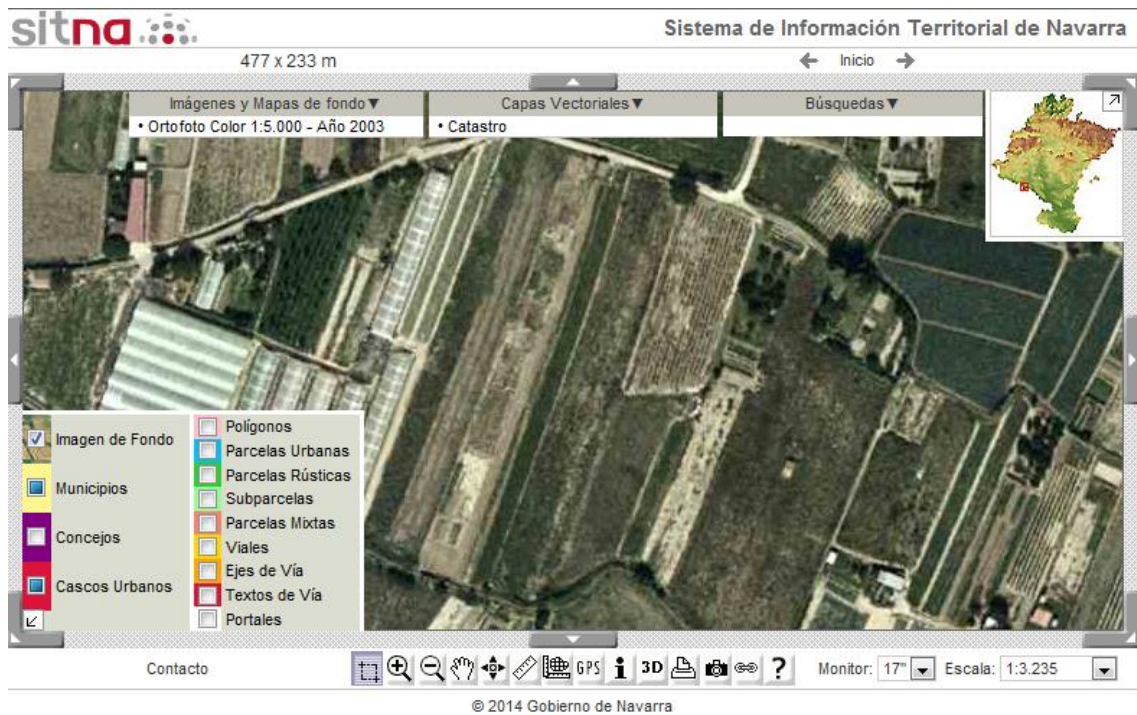 sitna
Sistema de Información Territorial de Navarra
477 x 233 m
Inicio
Imágenes y Mapas de fondo▼
Capas Vectoriales▼
Búsquedas▼
• Ortofoto Color 1:5.000 - Año 2003
• Catastro
Imagen de Fondo
Municipios
Concejos
Cascos Urbanos
Polígonos
Parcelas Urbanas
Parcelas Rústicas
Subparcelas
Parcelas Mixtas
Viales
Ejes de Vía
Textos de Vía
Portales
Contacto
GPS
i
3D
?
Monitor: 17" Escala: 1:3.235
© 2014 Gobierno de Navarra